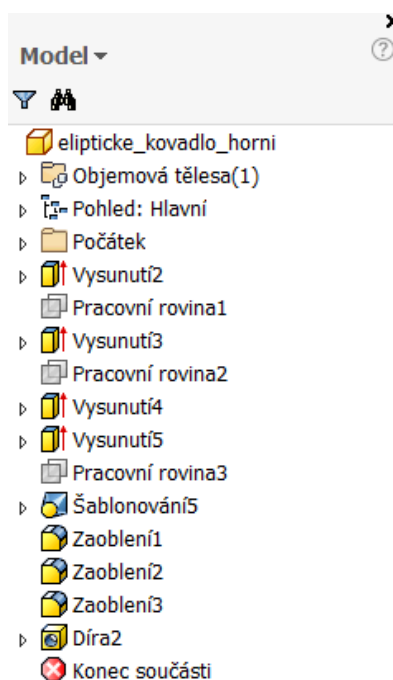 Model
elipticke_kovadlo_horni
Objemová tělesa(1)
Pohled: Hlavní
Počátek
Vysunutí2
Pracovní rovina1
Vysunutí3
Pracovní rovina2
Vysunutí4
Vysunutí5
Pracovní rovina3
Šablonování5
Zaoblení1
Zaoblení2
Zaoblení3
Díra2
Konec součásti